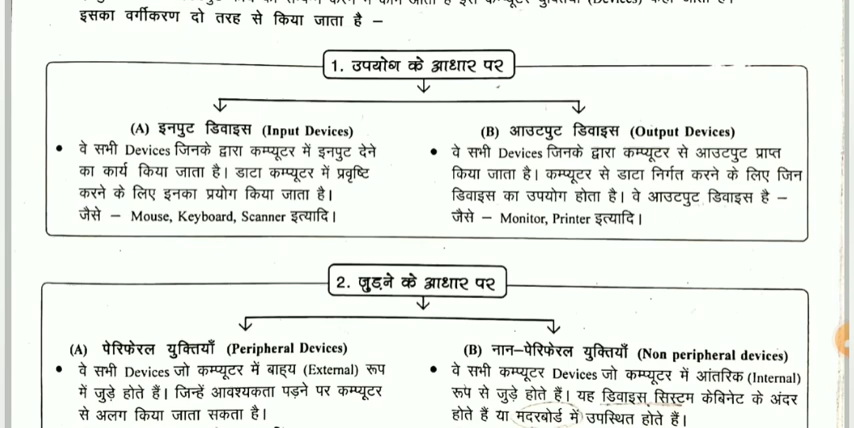 इसका वर्गीकरण दो तरह से किया जाता है –
1. उपयोग के आधार पर
(A) इनपुट डिवाइस (Input Devices)
• वे सभी Devices जिनके द्वारा कम्प्यूटर में इनपुट देने
का कार्य किया जाता है। डाटा कम्प्यूटर में प्रवृष्टि
करने के लिए इनका प्रयोग किया जाता है।
जैसे – Mouse, Keyboard, Scanner इत्यादि।
(B) आउटपुट डिवाइस (Output Devices)
• वे सभी Devices जिनके द्वारा कम्प्यूटर से आउटपुट प्राप्त
किया जाता है। कम्प्यूटर से डाटा निर्गत करने के लिए जिन
डिवाइस का उपयोग होता है। वे आउटपुट डिवाइस है –
जैसे – Monitor, Printer इत्यादि।
2. जुड़ने के आधार पर
(A) पेरिफेरल युक्तियाँ (Peripheral Devices)
• वे सभी Devices जो कम्प्यूटर में बाह्य (External) रूप
में जुड़े होते हैं। जिन्हें आवश्यकता पड़ने पर कम्प्यूटर
से अलग किया जाता सकता है।
(B) नान–पेरिफेरल युक्तियाँ (Non peripheral devices)
• वे सभी कम्प्यूटर Devices जो कम्प्यूटर में आंतरिक (Internal)
रूप से जुड़े होते हैं। यह डिवाइस सिस्टम केबिनेट के अंदर
होते हैं या मदरबोर्ड में उपस्थित होते हैं।